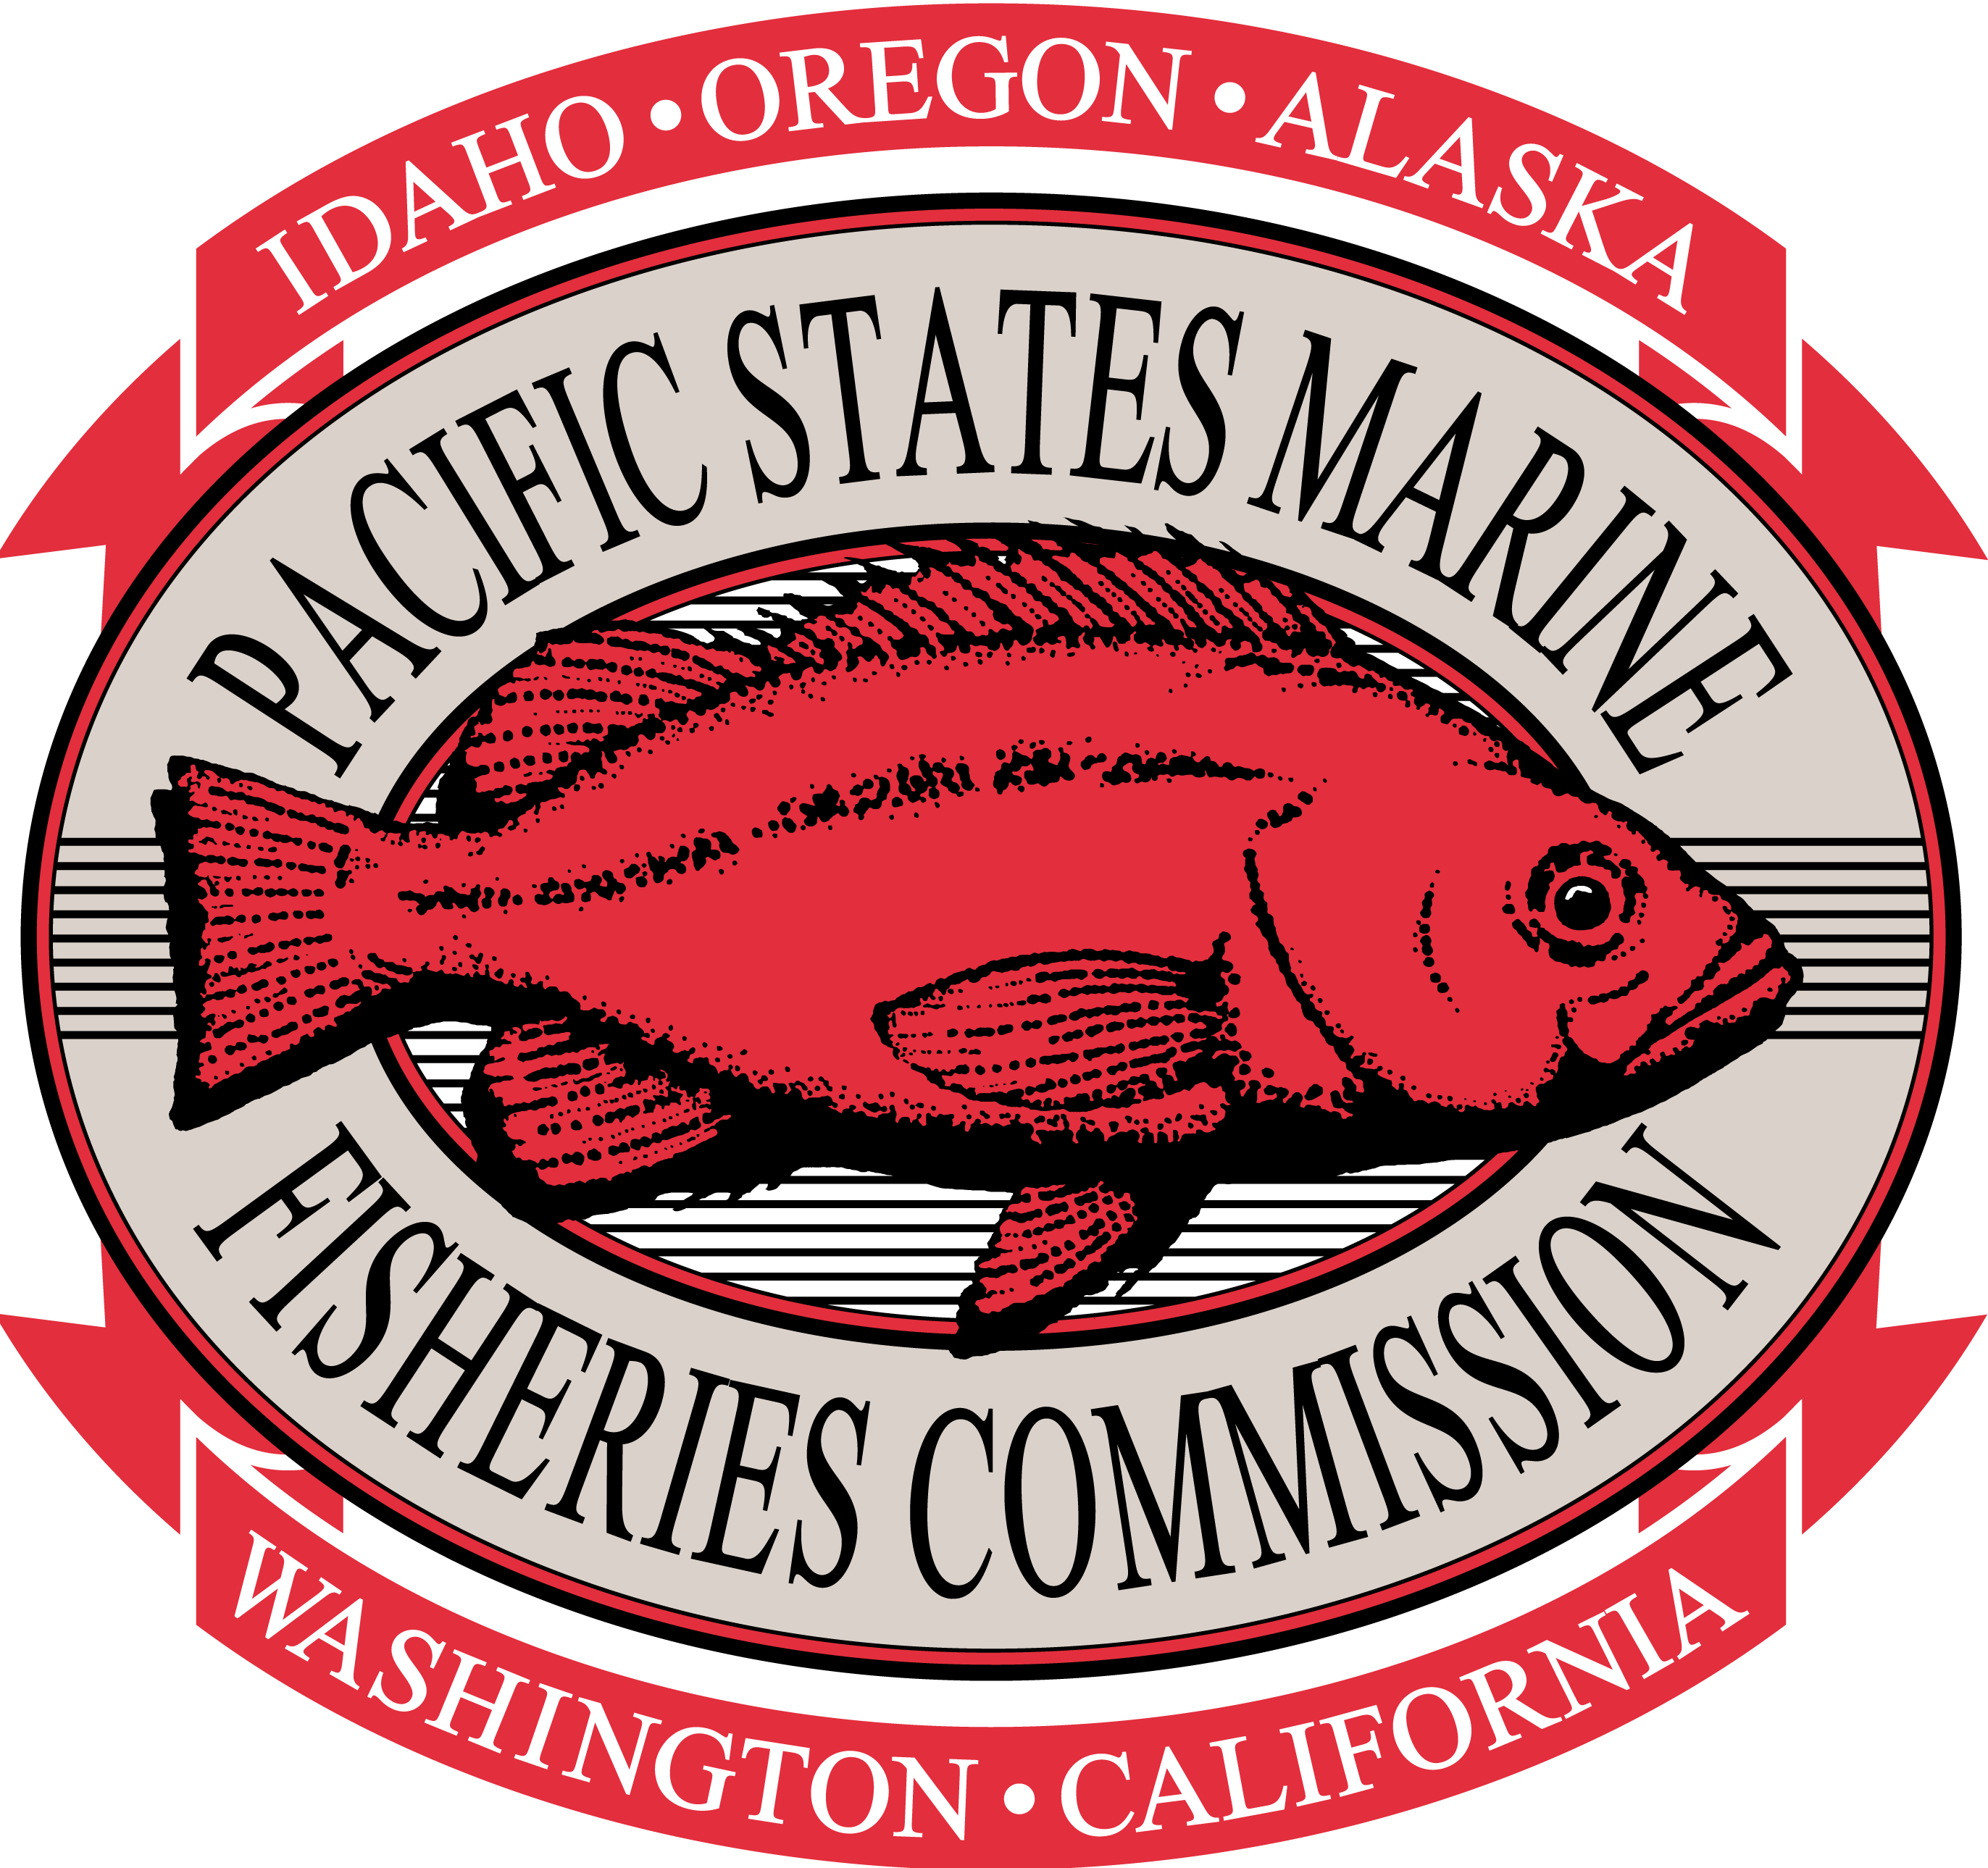 IDAHO • OREGON • ALASKA
PACIFIC STATES MARINE
FISHERIES COMMISSION
WASHINGTON • CALIFORNIA